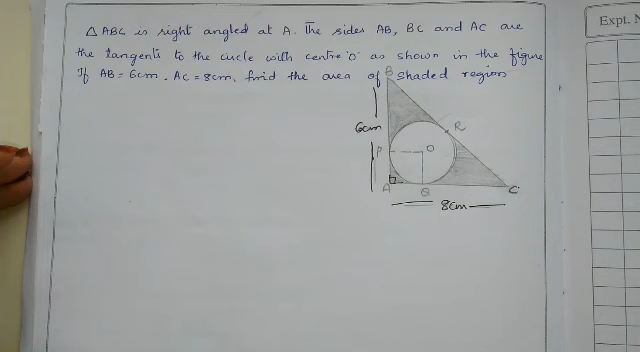 △ ABC is right angled at A. The sides AB, BC and AC are
the tangents to the circle with centre 'O' as shown in the figure
If AB = 6cm, AC = 8cm, find the area of shaded region
B
6cm
R
P
O
A
Q
C
8cm
Expt. N